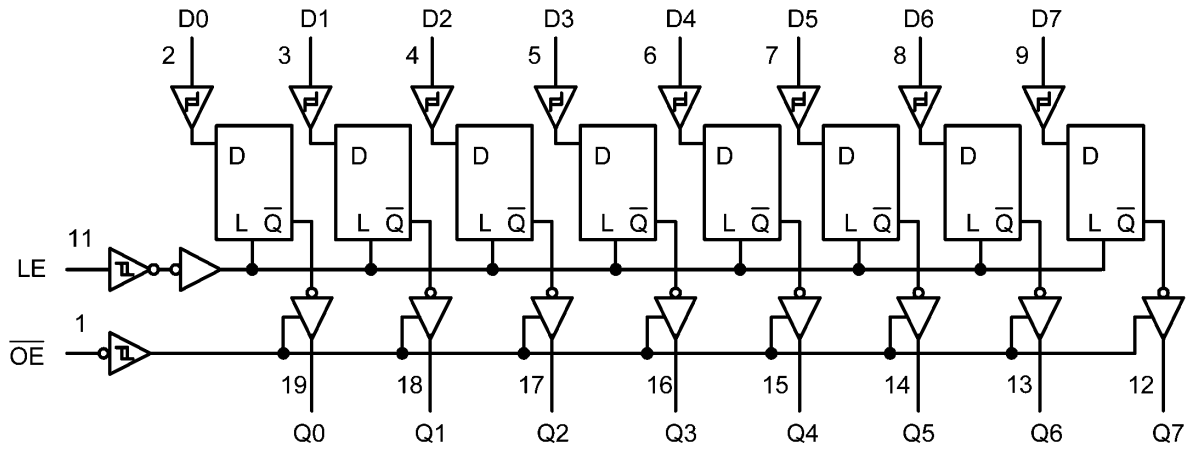 D0 D1 D2 D3 D4 D5 D6 D7
2 3 4 5 6 7 8 9
D D D D D D D D
L Q̅ L Q̅ L Q̅ L Q̅ L Q̅ L Q̅ L Q̅ L Q̅
11
LE
1
O̅E̅
19 18 17 16 15 14 13 12
Q0 Q1 Q2 Q3 Q4 Q5 Q6 Q7